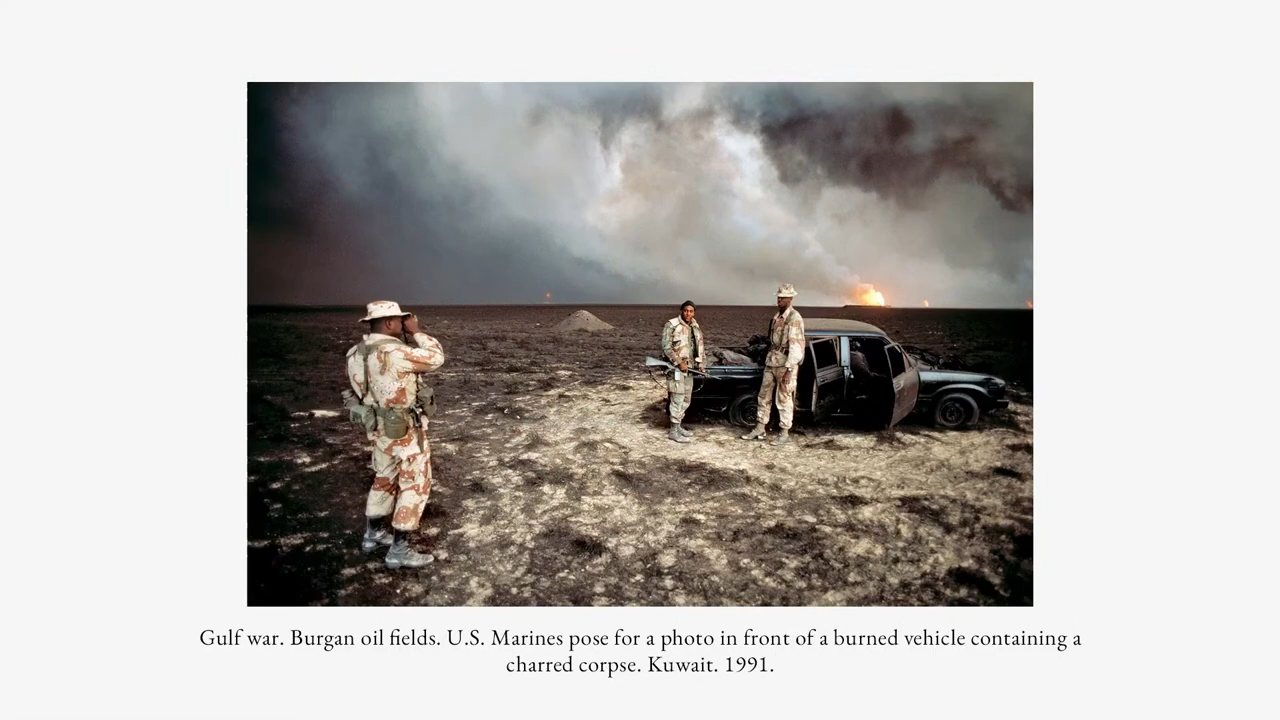 Gulf war. Burgan oil fields. U.S. Marines pose for a photo in front of a burned vehicle containing a
charred corpse. Kuwait. 1991.